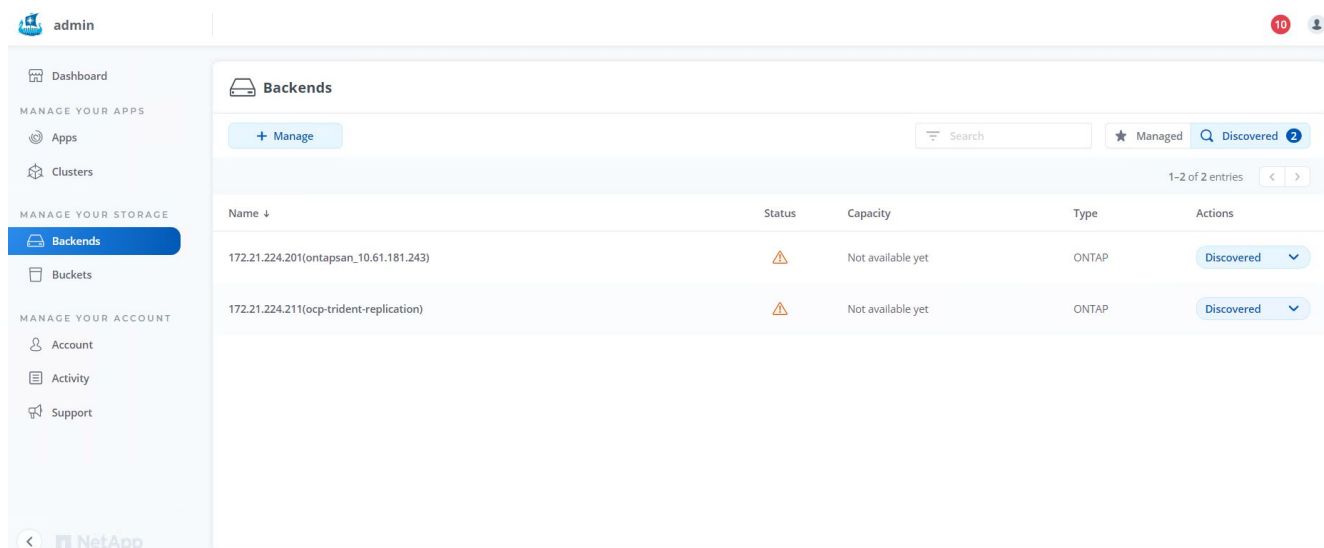 admin
10
Dashboard
MANAGE YOUR APPS
Apps
Clusters
MANAGE YOUR STORAGE
Backends
Buckets
MANAGE YOUR ACCOUNT
Account
Activity
Support
NetApp
Backends
+ Manage
Search
Managed
Discovered 2
1–2 of 2 entries
Name ↓ Status Capacity Type Actions
172.21.224.201(ontapsan_10.61.181.243) Not available yet ONTAP Discovered
172.21.224.211(ocp-trident-replication) Not available yet ONTAP Discovered